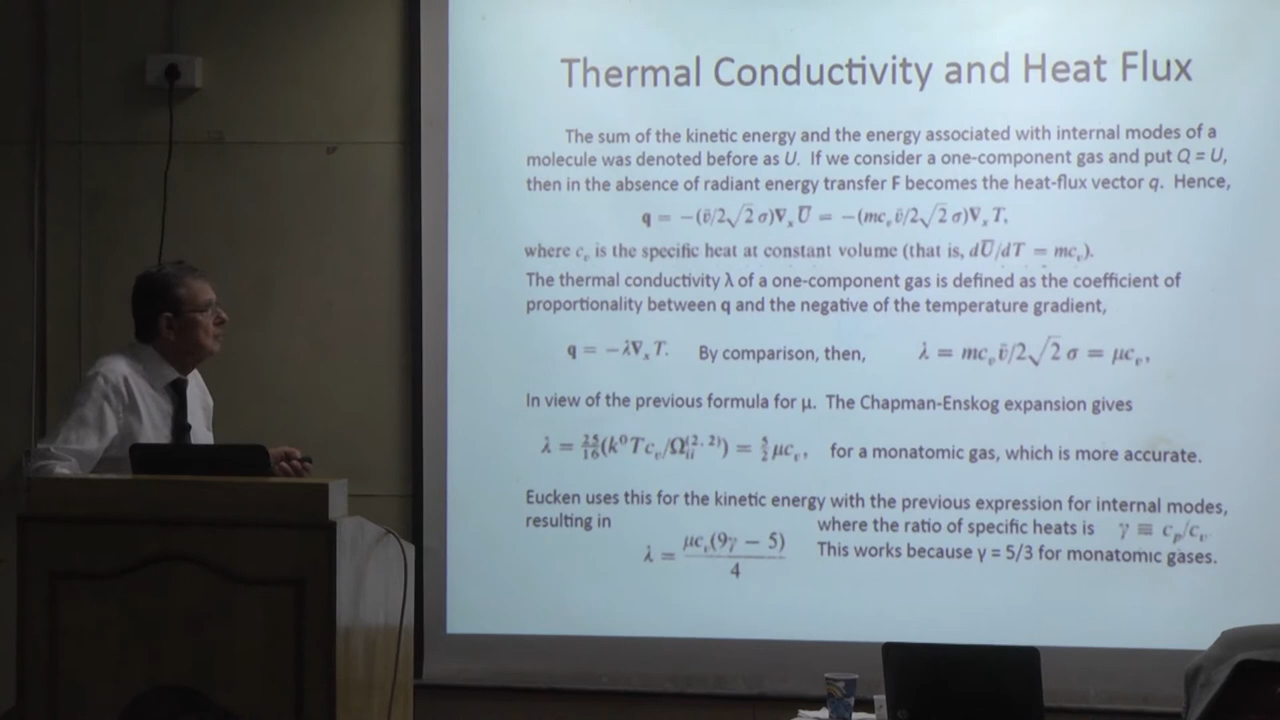 Thermal Conductivity and Heat Flux
The sum of the kinetic energy and the energy associated with internal modes of a
molecule was denoted before as U. If we consider a one-component gas and put Q = U,
then in the absence of radiant energy transfer F becomes the heat-flux vector q. Hence,
q = −(v̄/2√2 σ)∇ₓU̅ = −(mcᵥv̄/2√2 σ)∇ₓT,
where cᵥ is the specific heat at constant volume (that is, dU̅/dT = mcᵥ).
The thermal conductivity λ of a one-component gas is defined as the coefficient of
proportionality between q and the negative of the temperature gradient,
q = −λ∇ₓT. By comparison, then, λ = mcᵥv̄/2√2 σ = μcᵥ,
In view of the previous formula for μ. The Chapman-Enskog expansion gives
λ = 25/16(k⁰Tcᵥ/Ωᵢᵢ⁽²·²⁾) = 5/2 μcᵥ, for a monatomic gas, which is more accurate.
Eucken uses this for the kinetic energy with the previous expression for internal modes,
resulting in where the ratio of specific heats is γ ≡ cₚ/cᵥ
λ = μcᵥ(9γ − 5)/4 This works because γ = 5/3 for monatomic gases.